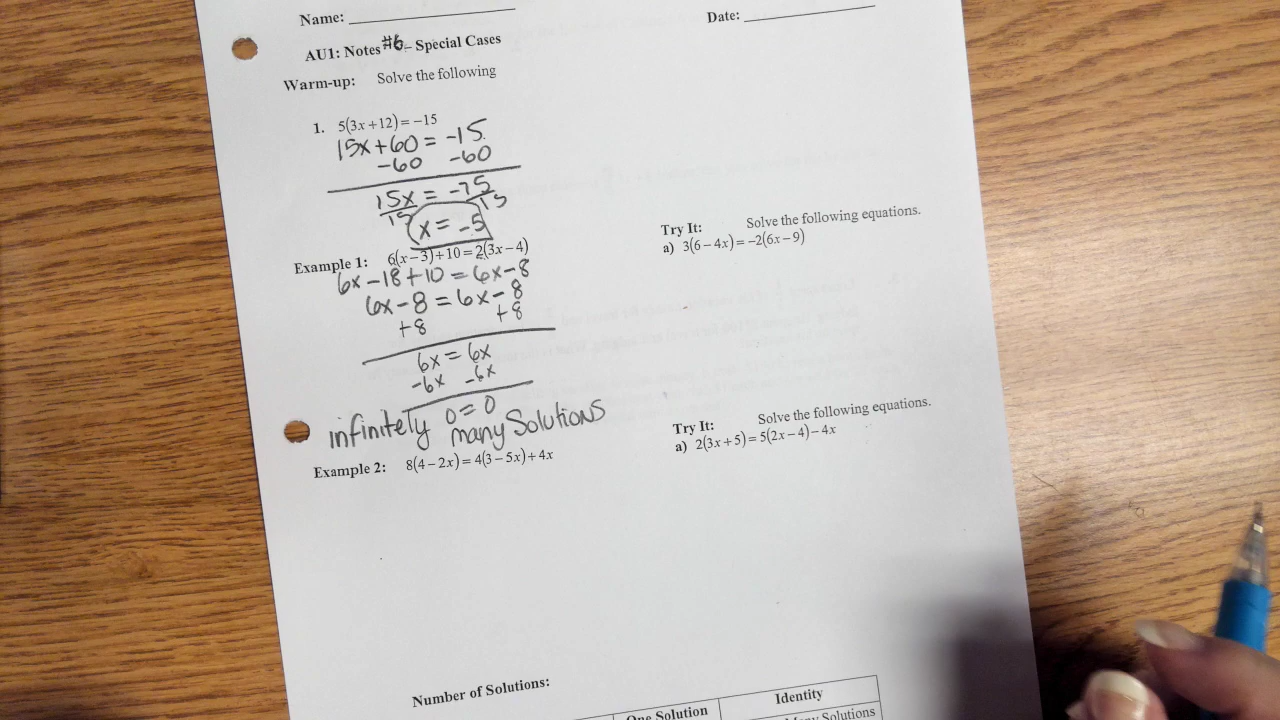 Name: Date:
AU1: Notes #6 – Special Cases
Warm-up: Solve the following
1. 5(3x+12) = −15
15x+60 = -15
-60 -60
15x = -75
15 15
x = -5
Example 1: 6(x−3)+10 = 2(3x−4)
6x -18 +10 = 6x - 8
6x - 8 = 6x - 8
+8 +8
6x = 6x
-6x -6x
0 = 0
infinitely many Solutions
Try It: Solve the following equations.
a) 3(6−4x) = −2(6x−9)
Example 2: 8(4−2x) = 4(3−5x)+4x
Try It: Solve the following equations.
a) 2(3x+5) = 5(2x−4)−4x
Number of Solutions:
One Solution Identity
Many Solutions